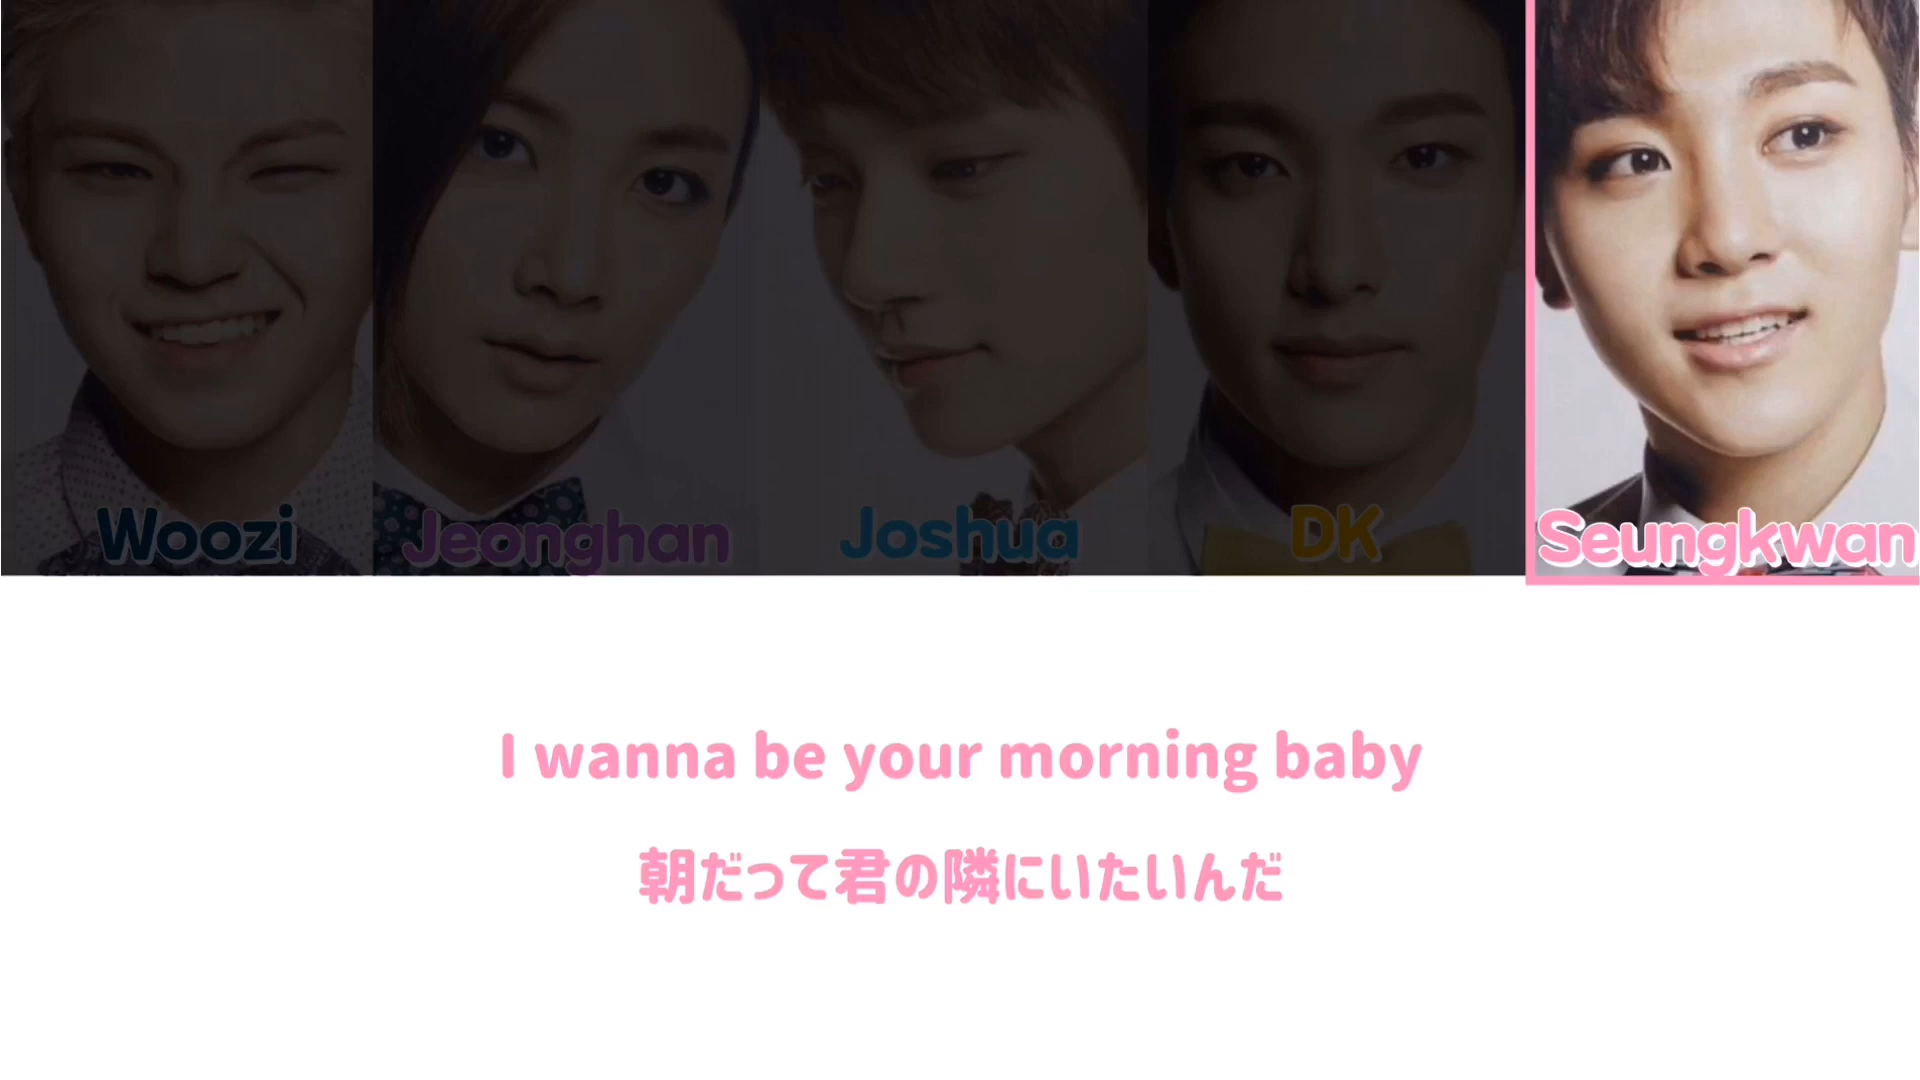 Woozi
Jeonghan
Joshua
DK
Seungkwan
I wanna be your morning baby
朝だって君の隣にいたいんだ